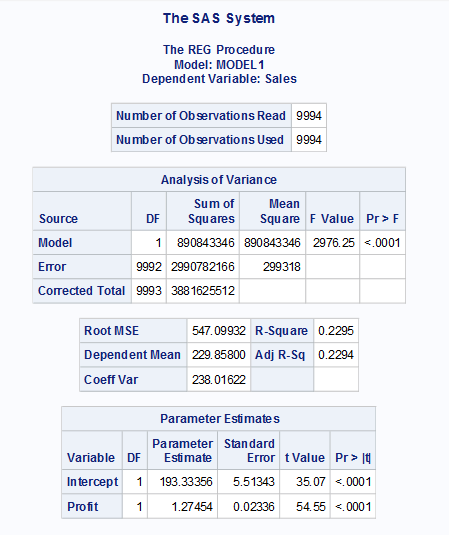 The SAS System
The REG Procedure
Model: MODEL1
Dependent Variable: Sales
Number of Observations Read 9994
Number of Observations Used 9994
Analysis of Variance
Source DF Sum of Squares Mean Square F Value Pr > F
Model 1 890843346 890843346 2976.25 <.0001
Error 9992 2990782166 299318
Corrected Total 9993 3881625512
Root MSE 547.09932 R-Square 0.2295
Dependent Mean 229.85800 Adj R-Sq 0.2294
Coeff Var 238.01622
Parameter Estimates
Variable DF Parameter Estimate Standard Error t Value Pr > |t|
Intercept 1 193.33356 5.51343 35.07 <.0001
Profit 1 1.27454 0.02336 54.55 <.0001